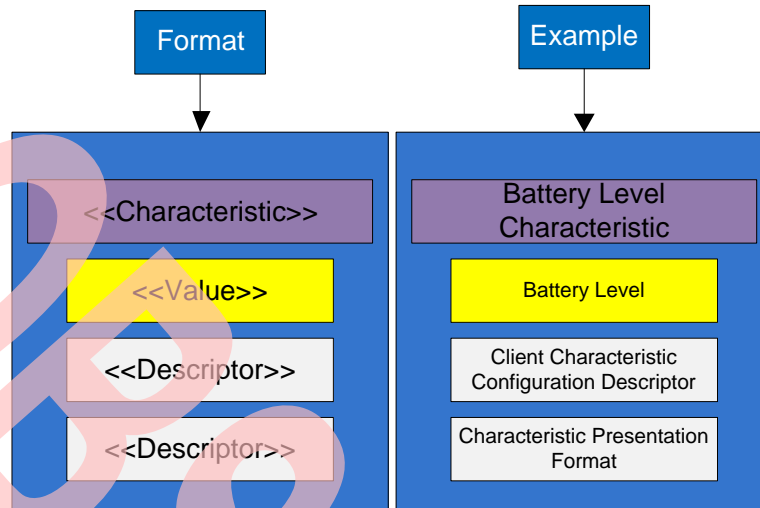 Format
Example
<<Characteristic>>
<<Value>>
<<Descriptor>>
<<Descriptor>>
Battery Level
Characteristic
Battery Level
Client Characteristic
Configuration Descriptor
Characteristic Presentation
Format